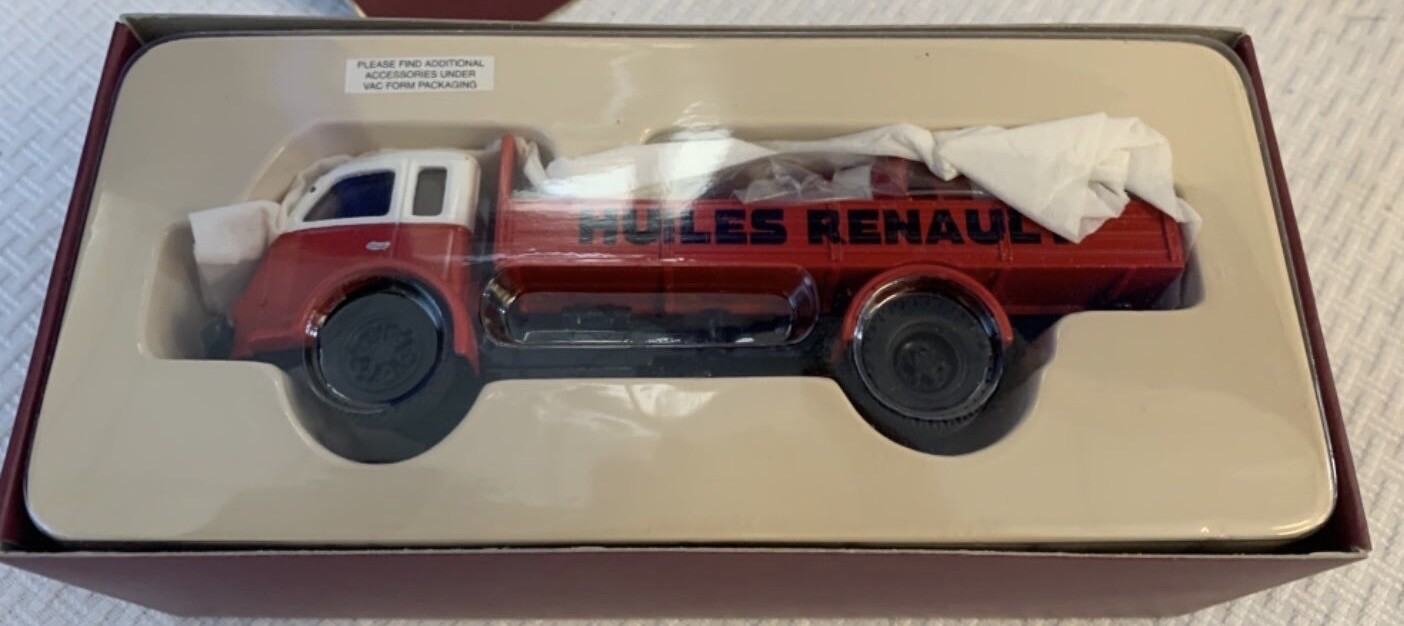 PLEASE FIND ADDITIONAL
ACCESSORIES UNDER
VAC FORM PACKAGING
HUILES RENAULT